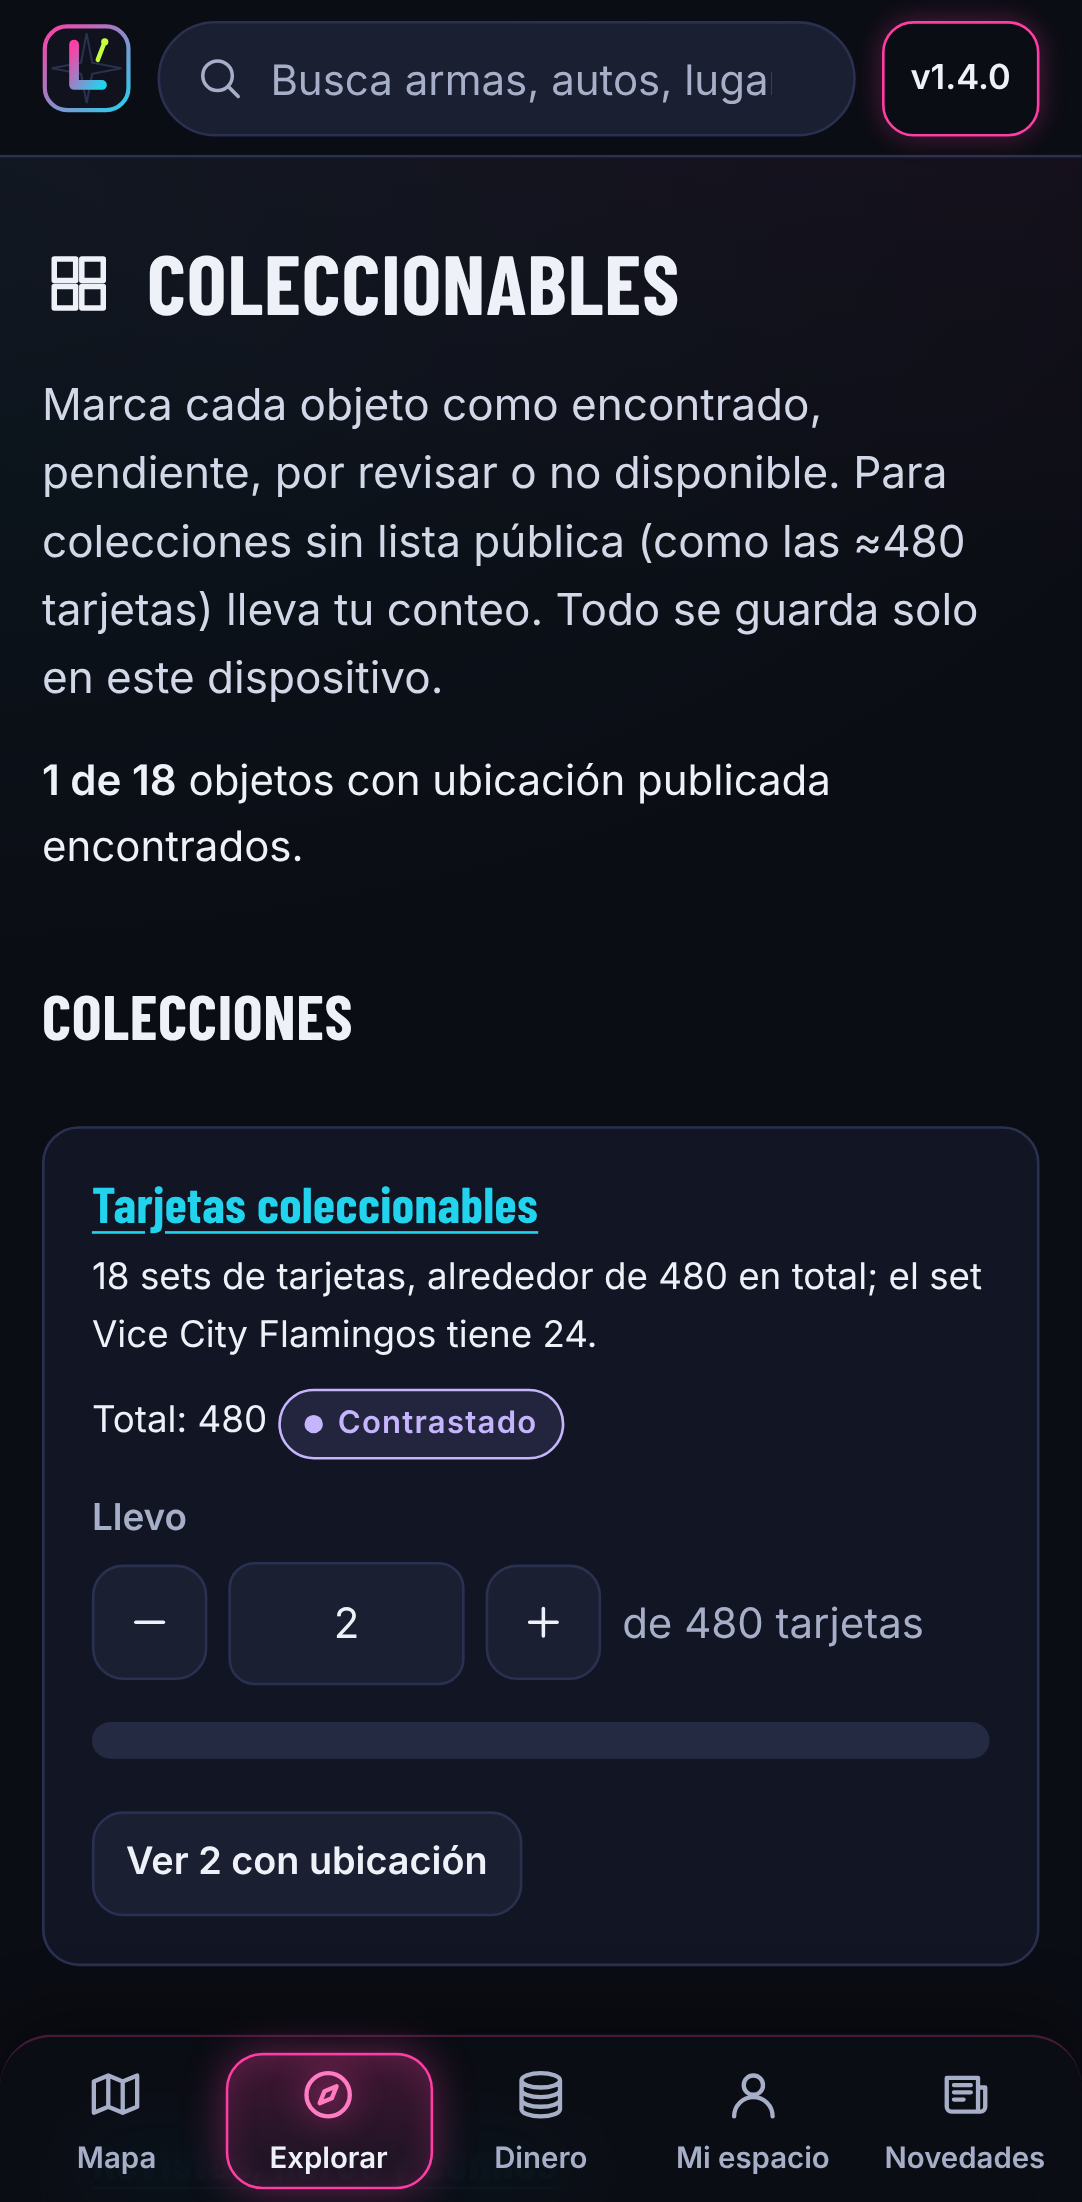 Busca armas, autos, luga
v1.4.0
COLECCIONABLES
Marca cada objeto como encontrado,
pendiente, por revisar o no disponible. Para
colecciones sin lista pública (como las ≈480
tarjetas) lleva tu conteo. Todo se guarda solo
en este dispositivo.
1 de 18 objetos con ubicación publicada
encontrados.
COLECCIONES
Tarjetas coleccionables
18 sets de tarjetas, alrededor de 480 en total; el set
Vice City Flamingos tiene 24.
Total: 480 Contrastado
Llevo
− 2 + de 480 tarjetas
Ver 2 con ubicación
Mapa Explorar Dinero Mi espacio Novedades